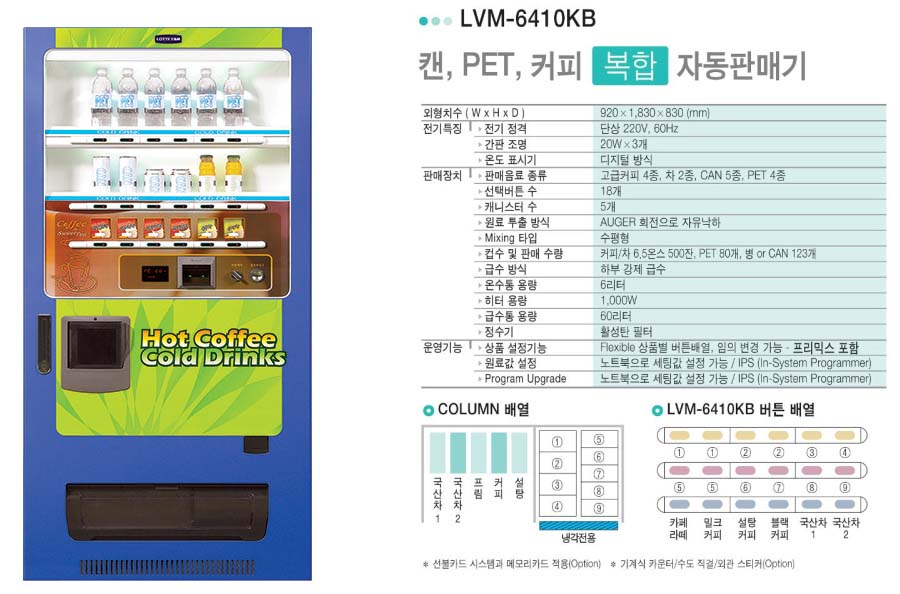 LOTTE E&M
COLD DRINK COLD DRINK
COLD DRINK COLD DRINK
Coffee
Hot Coffee
Cold Drinks
LVM-6410KB
캔, PET, 커피 복합 자동판매기
외형치수 ( W x H x D ) 920×1,830×830 (mm)
전기특징 전기 정격 단상 220V, 60Hz
간판 조명 20W×3개
온도 표시기 디지털 방식
판매장치 판매음료 종류 고급커피 4종, 차 2종, CAN 5종, PET 4종
선택버튼 수 18개
캐니스터 수 5개
원료 투출 방식 AUGER 회전으로 자유낙하
Mixing 타입 수평형
컵수 및 판매 수량 커피/차 6,5온스 500잔, PET 80개, 병 or CAN 123개
급수 방식 하부 강제 급수
온수통 용량 6리터
히터 용량 1,000W
급수통 용량 60리터
정수기 활성탄 필터
운영기능 상품 설정기능 Flexible 상품별 버튼배열, 임의 변경 가능 - 프리믹스 포함
원료값 설정 노트북으로 세팅값 설정 가능 / IPS (In-System Programmer)
Program Upgrade 노트북으로 세팅값 설정 가능 / IPS (In-System Programmer)
COLUMN 배열
국산차1 국산차2 프림 커피 설탕
① ⑤
② ⑥
③ ⑦
④ ⑧
⑨
냉각전용
LVM-6410KB 버튼 배열
① ① ② ② ③ ④
⑤ ⑤ ⑥ ⑦ ⑧ ⑨
카페라떼 밀크커피 설탕커피 블랙커피 국산차1 국산차2
* 선불카드 시스템과 메모리카드 적용(Option) * 기계식 카운터/수도 직결/외관 스티커(Option)